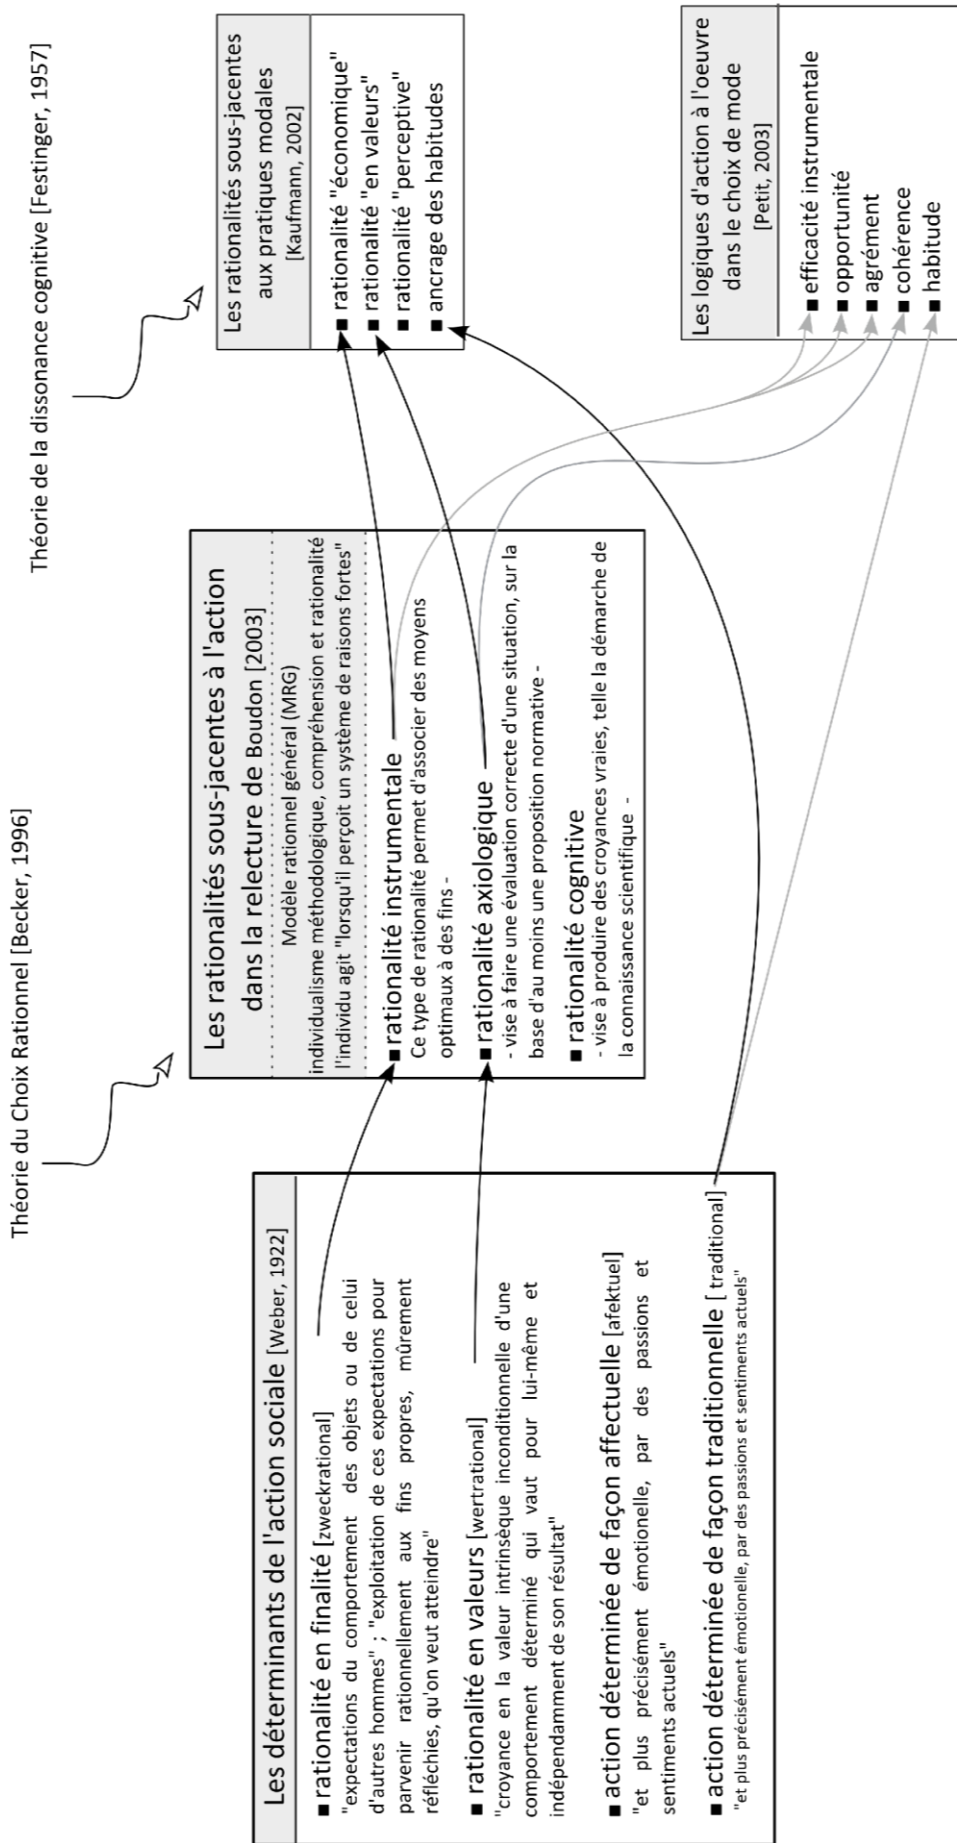 Théorie du Choix Rationnel [Becker, 1996]
Théorie de la dissonance cognitive [Festinger, 1957]
Les déterminants de l'action sociale [Weber, 1922]
■ rationalité en finalité [zweckrational]
"expectations du comportement des objets ou de celui
d'autres hommes" ; "exploitation de ces expectations pour
parvenir rationnellement aux fins propres, mûrement
réfléchies, qu'on veut atteindre"
■ rationalité en valeurs [wertrational]
"croyance en la valeur intrinsèque inconditionnelle d'une
comportement déterminé qui vaut pour lui-même et
indépendamment de son résultat"
■ action déterminée de façon affectuelle [afektuel]
"et plus précisément émotionelle, par des passions et
sentiments actuels"
■ action déterminée de façon traditionnelle [ traditional]
"et plus précisément émotionelle, par des passions et sentiments actuels"
Les rationalités sous-jacentes à l'action
dans la relecture de Boudon [2003]
Modèle rationnel général (MRG)
individualisme méthodologique, compréhension et rationalité
l'individu agit "lorsqu'il perçoit un système de raisons fortes"
■ rationalité instrumentale
Ce type de rationalité permet d'associer des moyens
optimaux à des fins -
■ rationalité axiologique
- vise à faire une évaluation correcte d'une situation, sur la
base d'au moins une proposition normative -
■ rationalité cognitive
- vise à produire des croyances vraies, telle la démarche de
la connaissance scientifique -
Les rationalités sous-jacentes
aux pratiques modales
[Kaufmann, 2002]
■ rationalité "économique"
■ rationalité "en valeurs"
■ rationalité "perceptive"
■ ancrage des habitudes
Les logiques d'action à l'oeuvre
dans le choix de mode
[Petit, 2003]
■ efficacité instrumentale
■ opportunité
■ agrément
■ cohérence
■ habitude